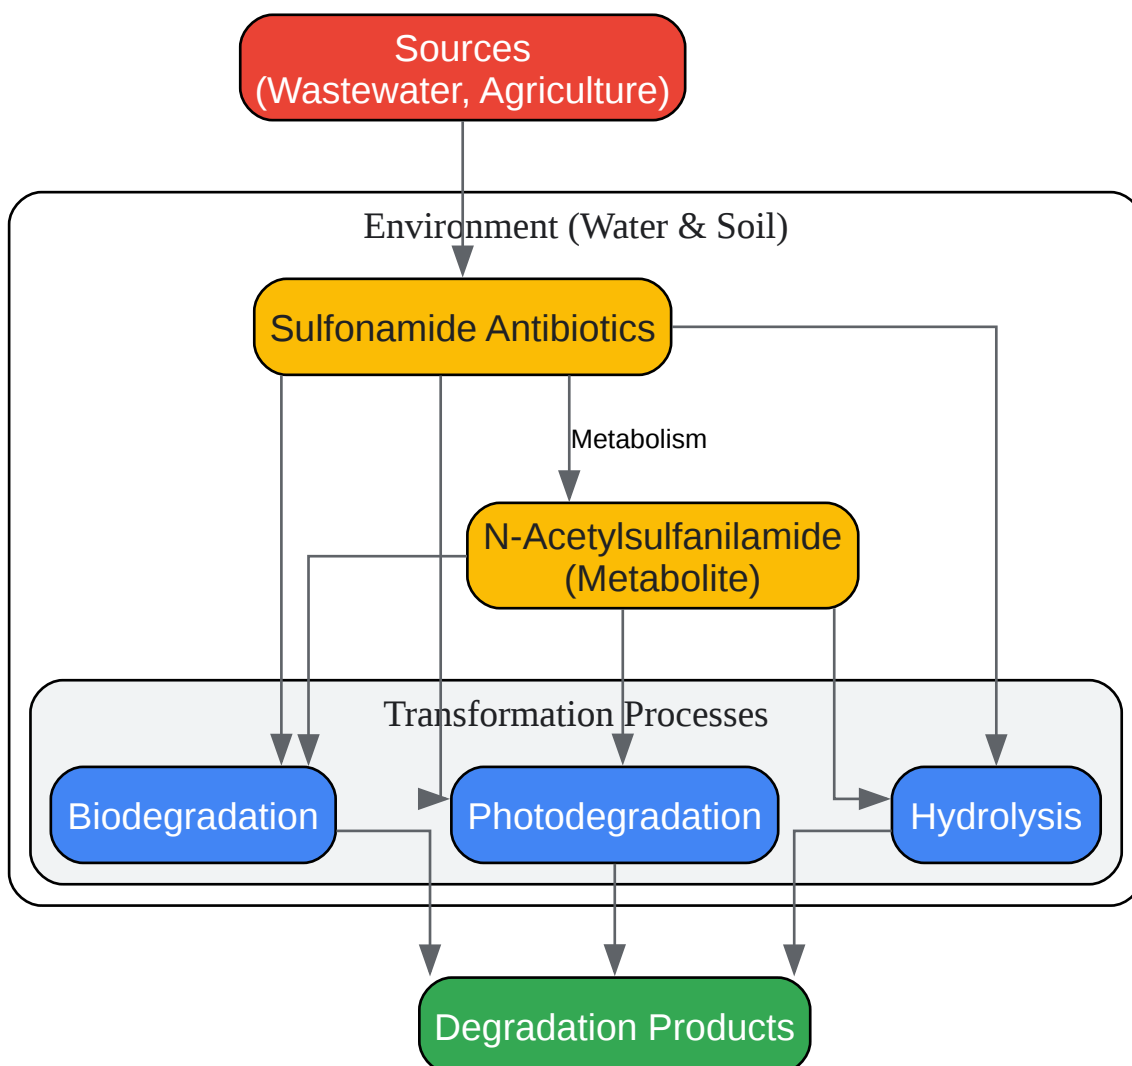 Sources
(Wastewater, Agriculture)
Environment (Water & Soil)
Sulfonamide Antibiotics
Metabolism
N-Acetylsulfanilamide
(Metabolite)
Transformation Processes
Biodegradation
Photodegradation
Hydrolysis
Degradation Products